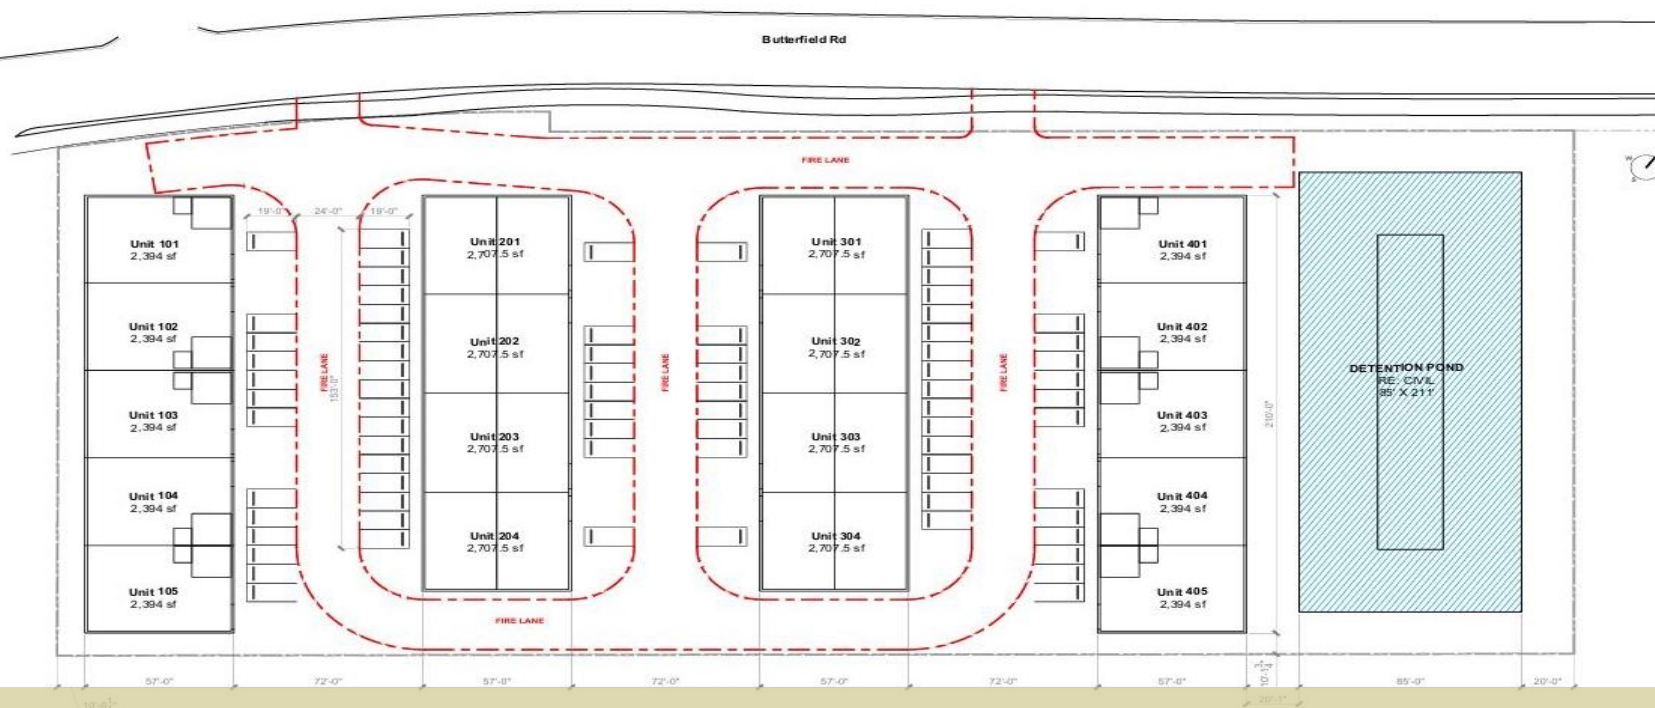 Butterfield Rd
FIRE LANE
19'-0" 24'-0" 19'-0"
Unit 101
2,394 sf
Unit 102
2,394 sf
Unit 103
2,394 sf
Unit 104
2,394 sf
Unit 105
2,394 sf
FIRE LANE
153'-0"
Unit 201
2,707.5 sf
Unit 202
2,707.5 sf
Unit 203
2,707.5 sf
Unit 204
2,707.5 sf
FIRE LANE
FIRE LANE
Unit 301
2,707.5 sf
Unit 302
2,707.5 sf
Unit 303
2,707.5 sf
Unit 304
2,707.5 sf
FIRE LANE
Unit 401
2,394 sf
Unit 402
2,394 sf
Unit 403
2,394 sf
Unit 404
2,394 sf
Unit 405
2,394 sf
210'-0"
DETENTION POND
RE: CIVIL
85' X 211'
57'-0" 72'-0" 57'-0" 72'-0" 57'-0" 72'-0" 57'-0" 85'-0" 20'-0"